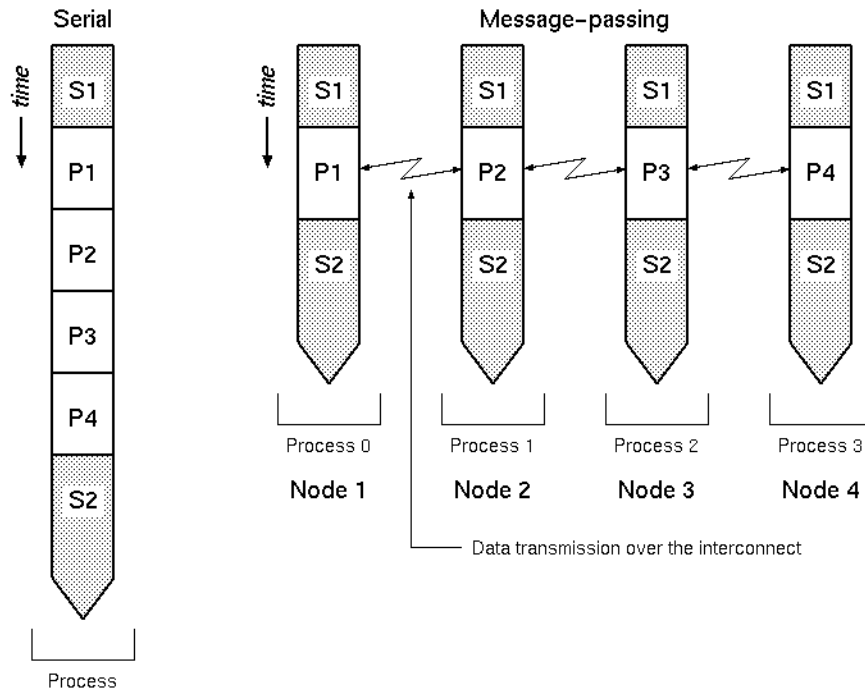 Serial
Message-passing
time
S1
P1
P2
P3
P4
S2
Process
time
S1
S1
S1
S1
P1
P2
P3
P4
S2
S2
S2
S2
Process 0
Process 1
Process 2
Process 3
Node 1
Node 2
Node 3
Node 4
Data transmission over the interconnect